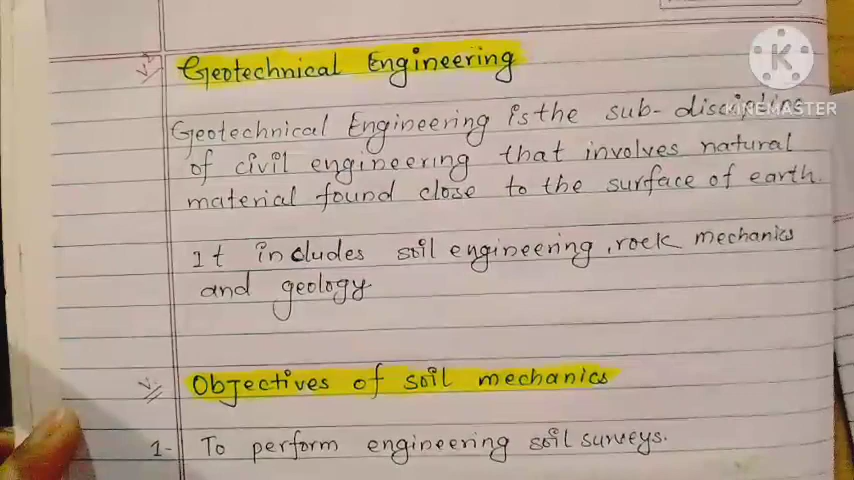 Geotechnical Engineering
K
KINEMASTER
Geotechnical Engineering is the sub-discipline
of civil engineering that involves natural
material found close to the surface of earth.
It includes soil engineering, rock mechanics
and geology
Objectives of soil mechanics
1- To perform engineering soil surveys.